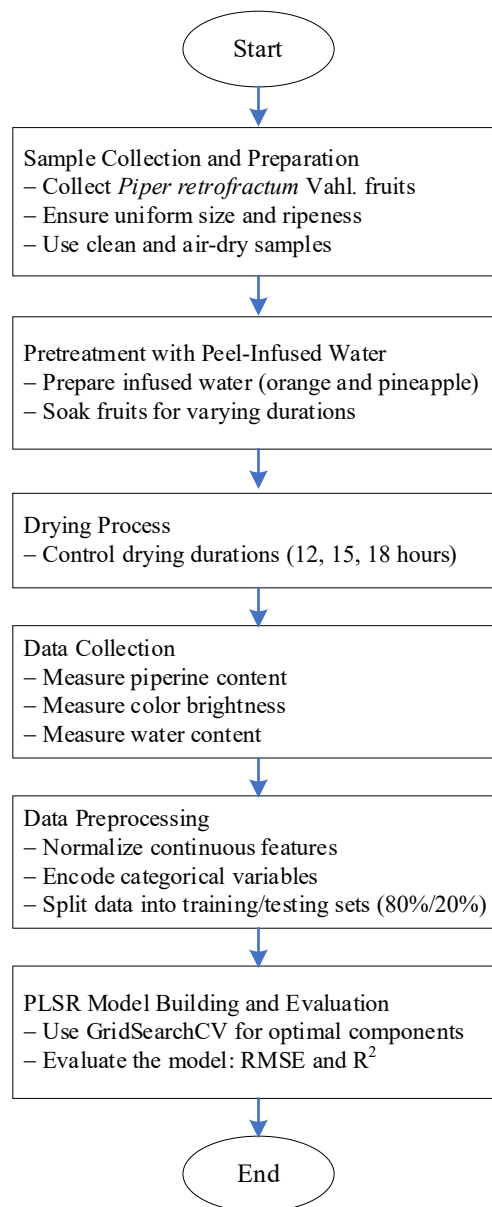 Start
Sample Collection and Preparation
– Collect Piper retrofractum Vahl. fruits
– Ensure uniform size and ripeness
– Use clean and air-dry samples
Pretreatment with Peel-Infused Water
– Prepare infused water (orange and pineapple)
– Soak fruits for varying durations
Drying Process
– Control drying durations (12, 15, 18 hours)
Data Collection
– Measure piperine content
– Measure color brightness
– Measure water content
Data Preprocessing
– Normalize continuous features
– Encode categorical variables
– Split data into training/testing sets (80%/20%)
PLSR Model Building and Evaluation
– Use GridSearchCV for optimal components
– Evaluate the model: RMSE and R²
End